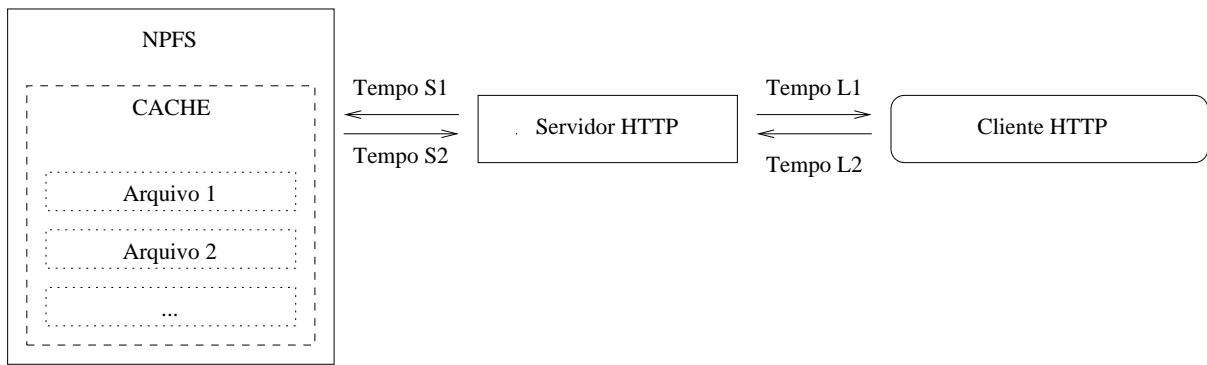 NPFS
CACHE
Arquivo 1
Arquivo 2
...
Tempo S1
Tempo S2
Servidor HTTP
Tempo L1
Tempo L2
Cliente HTTP